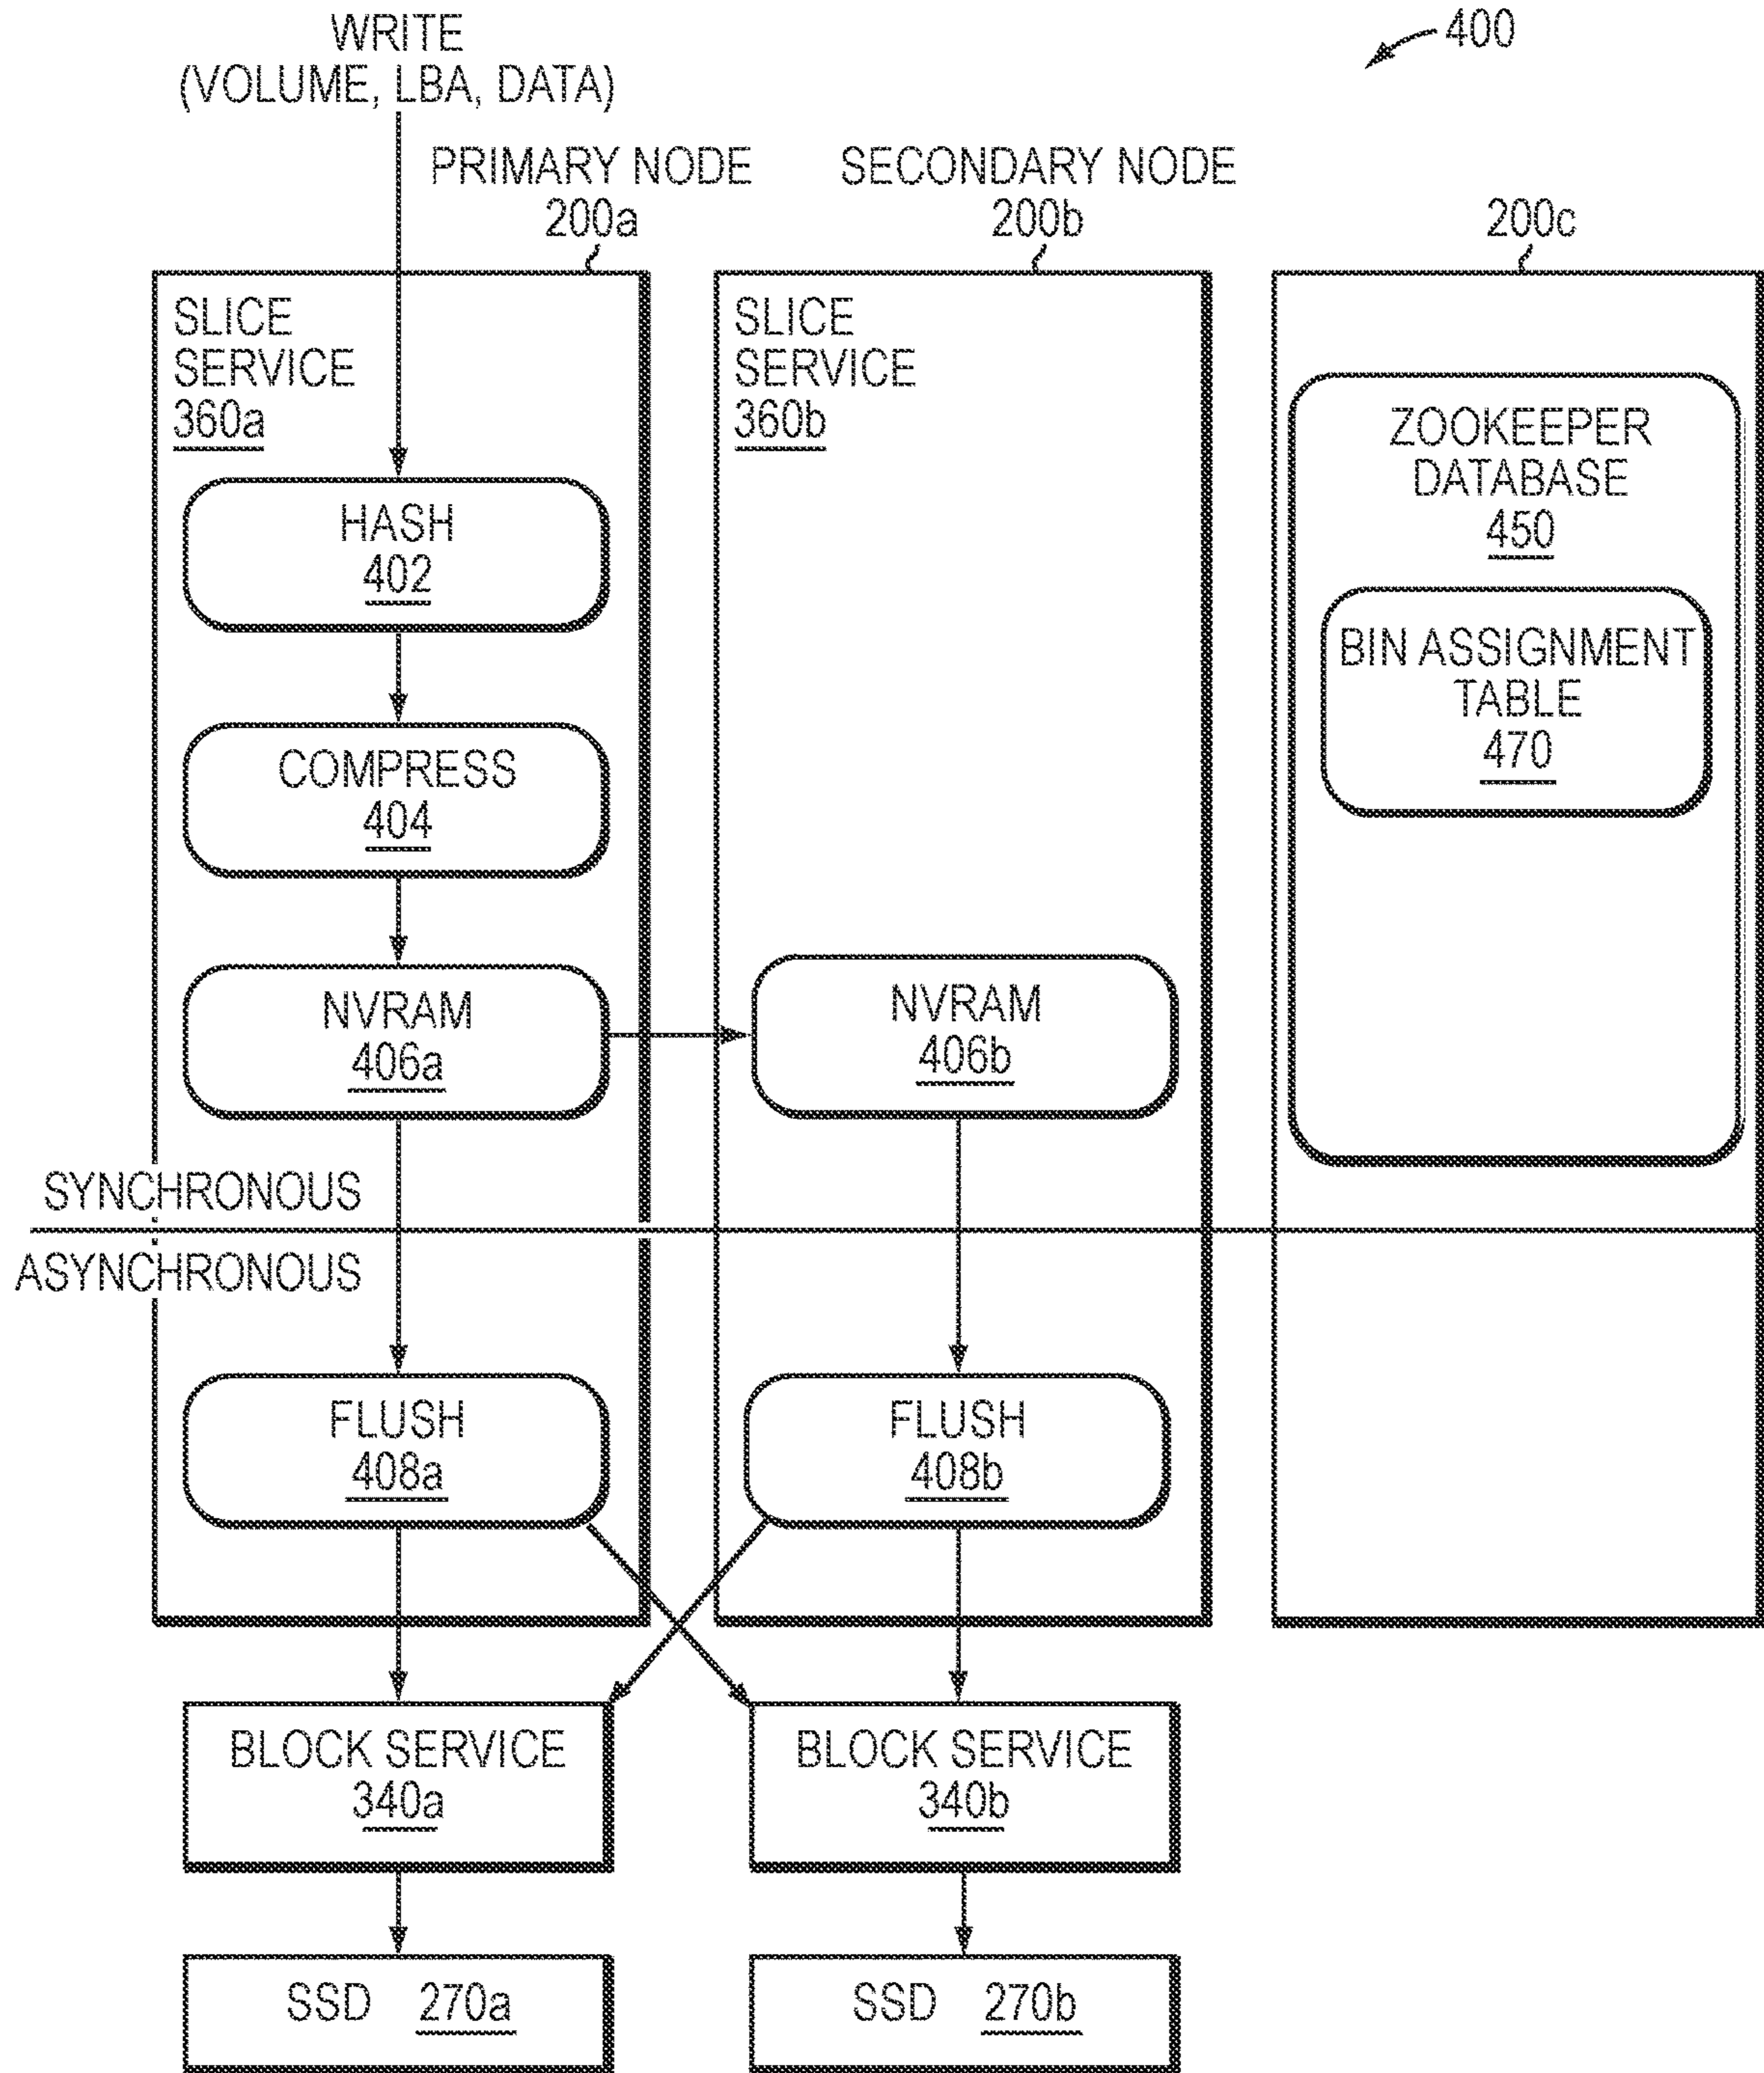 400
WRITE
(VOLUME, LBA, DATA)
PRIMARY NODE
200a
SECONDARY NODE
200b
200c
SLICE
SERVICE
360a
HASH
402
COMPRESS
404
NVRAM
406a
SLICE
SERVICE
360b
NVRAM
406b
ZOOKEEPER
DATABASE
450
BIN ASSIGNMENT
TABLE
470
SYNCHRONOUS
ASYNCHRONOUS
FLUSH
408a
FLUSH
408b
BLOCK SERVICE
340a
BLOCK SERVICE
340b
SSD 270a
SSD 270b